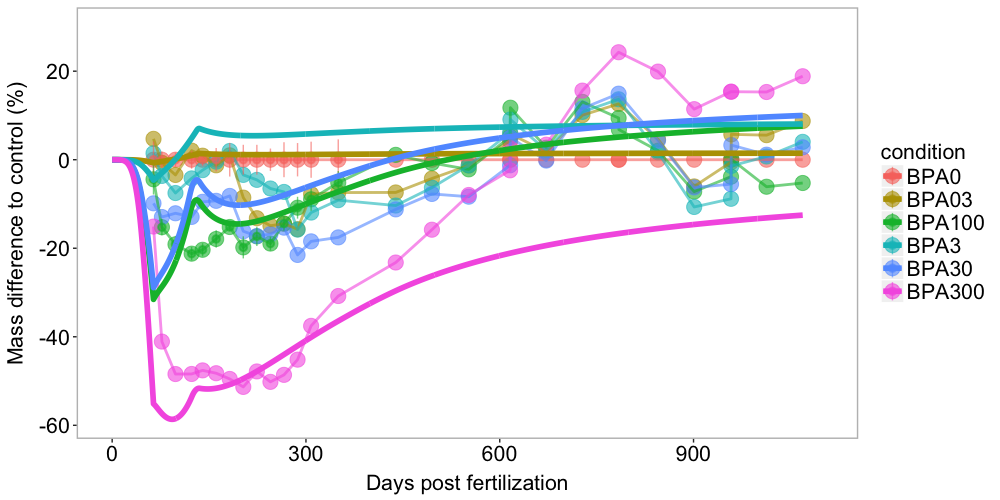 Mass difference to control (%)
20
0
-20
-40
-60
0
300
600
900
Days post fertilization
condition
BPA0
BPA03
BPA100
BPA3
BPA30
BPA300